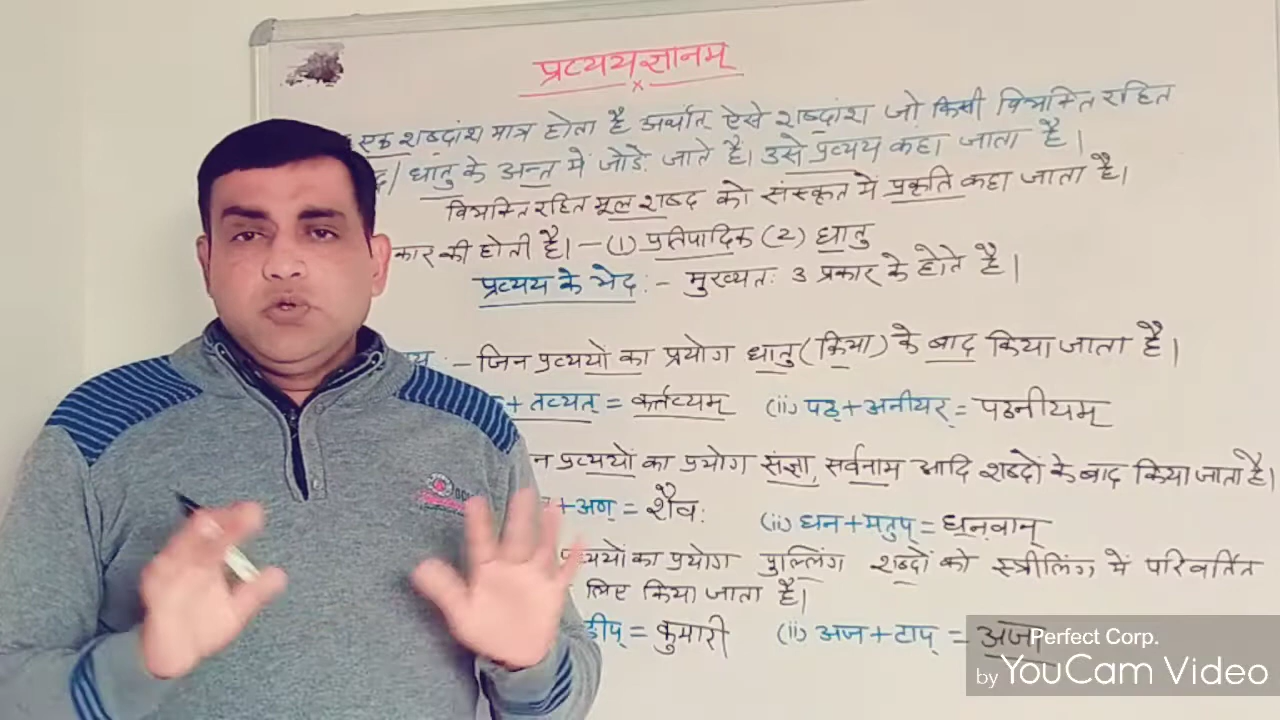 प्रत्ययज्ञानम्
एक शब्दांश मात्र होता है अर्थात् ऐसे शब्दांश जो किसी विभक्ति रहित
/ धातु के अन्त में जोडे जाते है। उसे प्रत्यय कहा जाता है।
विभक्ति रहित मूल शब्द को संस्कृत में प्रकृति कहा जाता है।
कार की होती है। – (1) प्रतिपादिक (2) धातु
प्रत्यय के भेद :- मुख्यतः 3 प्रकार के होते है।
:- जिन प्रत्ययों का प्रयोग धातु (क्रिया) के बाद किया जाता है।
+ तव्यत् = कर्त्तव्यम् (ii) पठ् + अनीयर् = पठनीयम्
न प्रत्ययों का प्रयोग संज्ञा, सर्वनाम आदि शब्दों के बाद किया जाता है।
+ अण् = शैवः (ii) धन + मतुप् = धनवान्
त्ययों का प्रयोग पुल्लिंग शब्दों को स्त्रीलिंग में परिवर्तित
लिए किया जाता है।
ङीप् = कुमारी (ii) अज + टाप् = अजा
Perfect Corp.
by YouCam Video